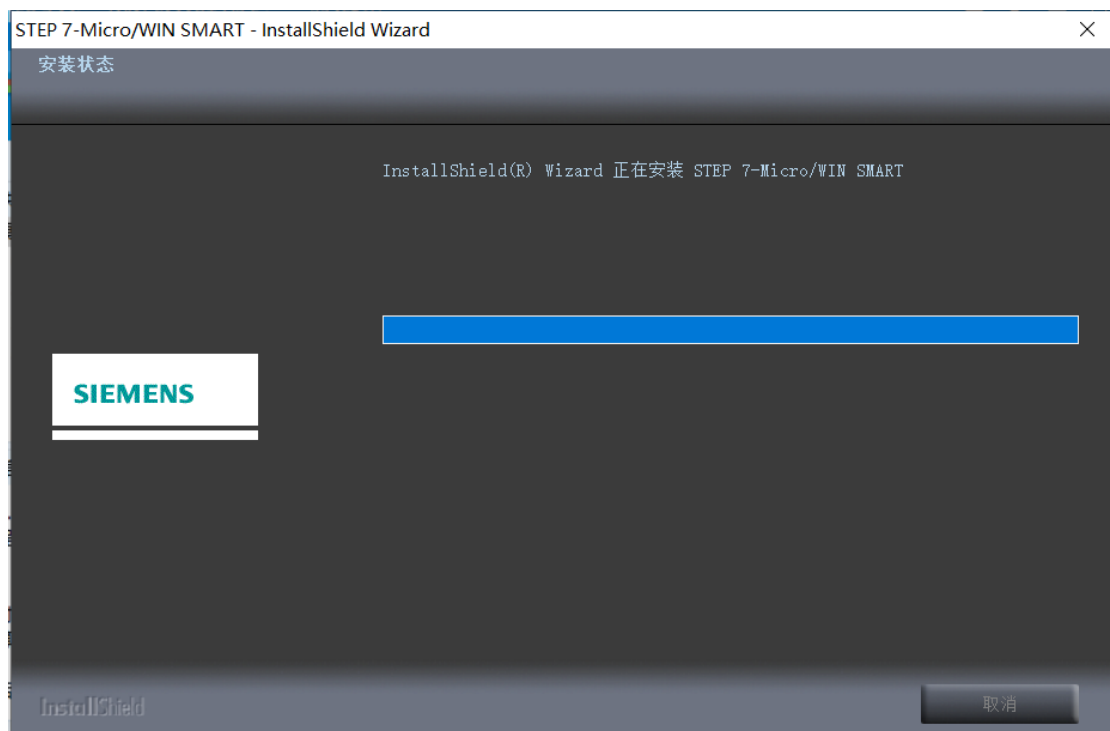 STEP 7-Micro/WIN SMART - InstallShield Wizard
安装状态
InstallShield(R) Wizard 正在安装 STEP 7-Micro/WIN SMART
SIEMENS
InstallShield
取消